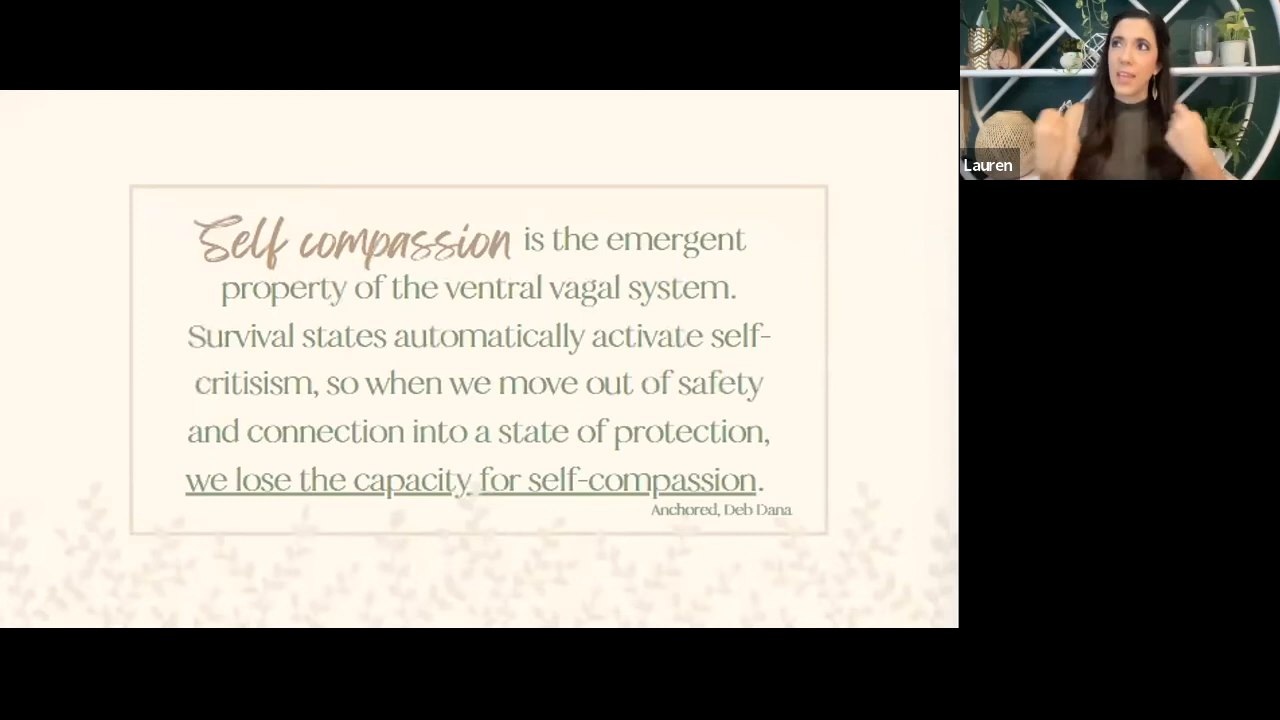 Self compassion is the emergent
property of the ventral vagal system.
Survival states automatically activate self-
critisism, so when we move out of safety
and connection into a state of protection,
we lose the capacity for self-compassion.
Anchored, Deb Dana
Lauren